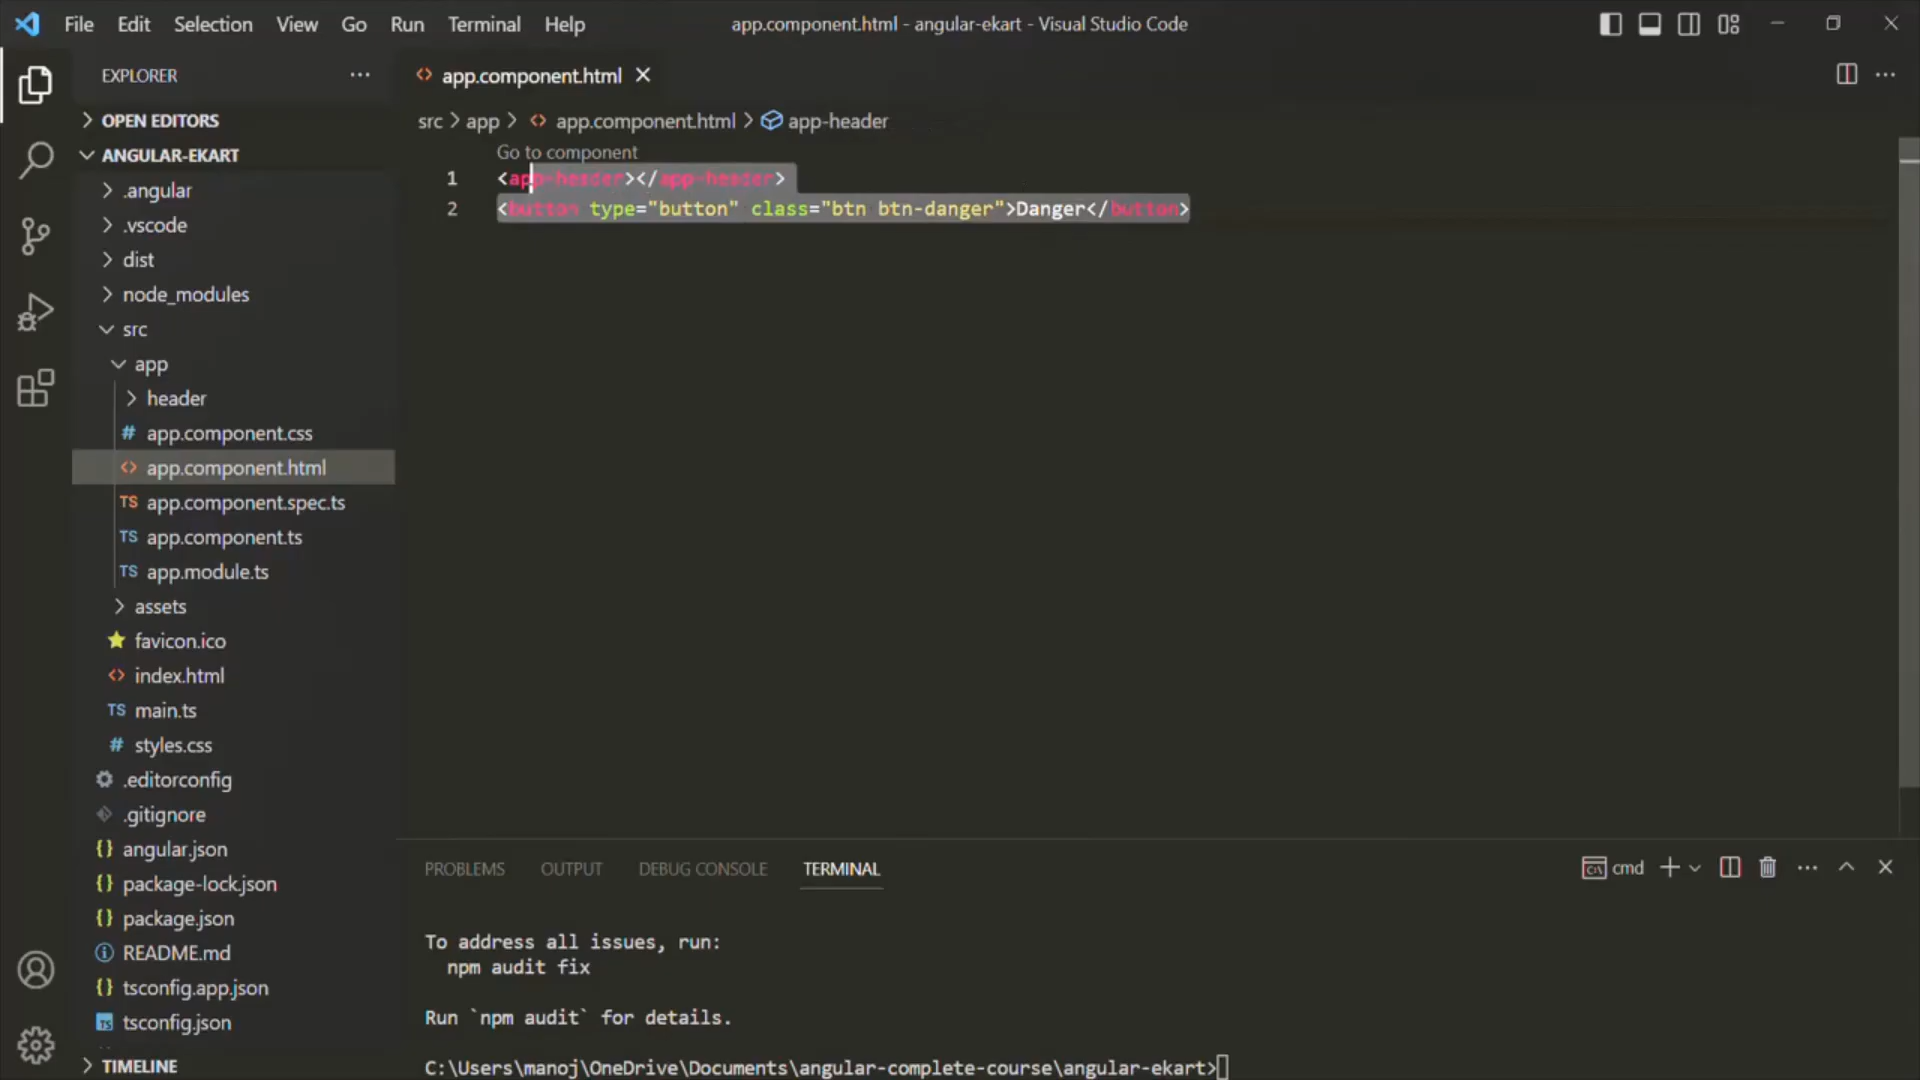 File Edit Selection View Go Run Terminal Help
app.component.html - angular-ekart - Visual Studio Code
EXPLORER
OPEN EDITORS
ANGULAR-EKART
.angular
.vscode
dist
node_modules
src
app
header
# app.component.css
<> app.component.html
TS app.component.spec.ts
TS app.component.ts
TS app.module.ts
assets
favicon.ico
<> index.html
TS main.ts
# styles.css
.editorconfig
.gitignore
{} angular.json
{} package-lock.json
{} package.json
README.md
{} tsconfig.app.json
TS tsconfig.json
TIMELINE
<> app.component.html
src > app > <> app.component.html > app-header
Go to component
1 <app-header></app-header>
2 <button type="button" class="btn btn-danger">Danger</button>
PROBLEMS OUTPUT DEBUG CONSOLE TERMINAL
cmd
To address all issues, run:
npm audit fix
Run `npm audit` for details.
C:\Users\manoj\OneDrive\Documents\angular-complete-course\angular-ekart>